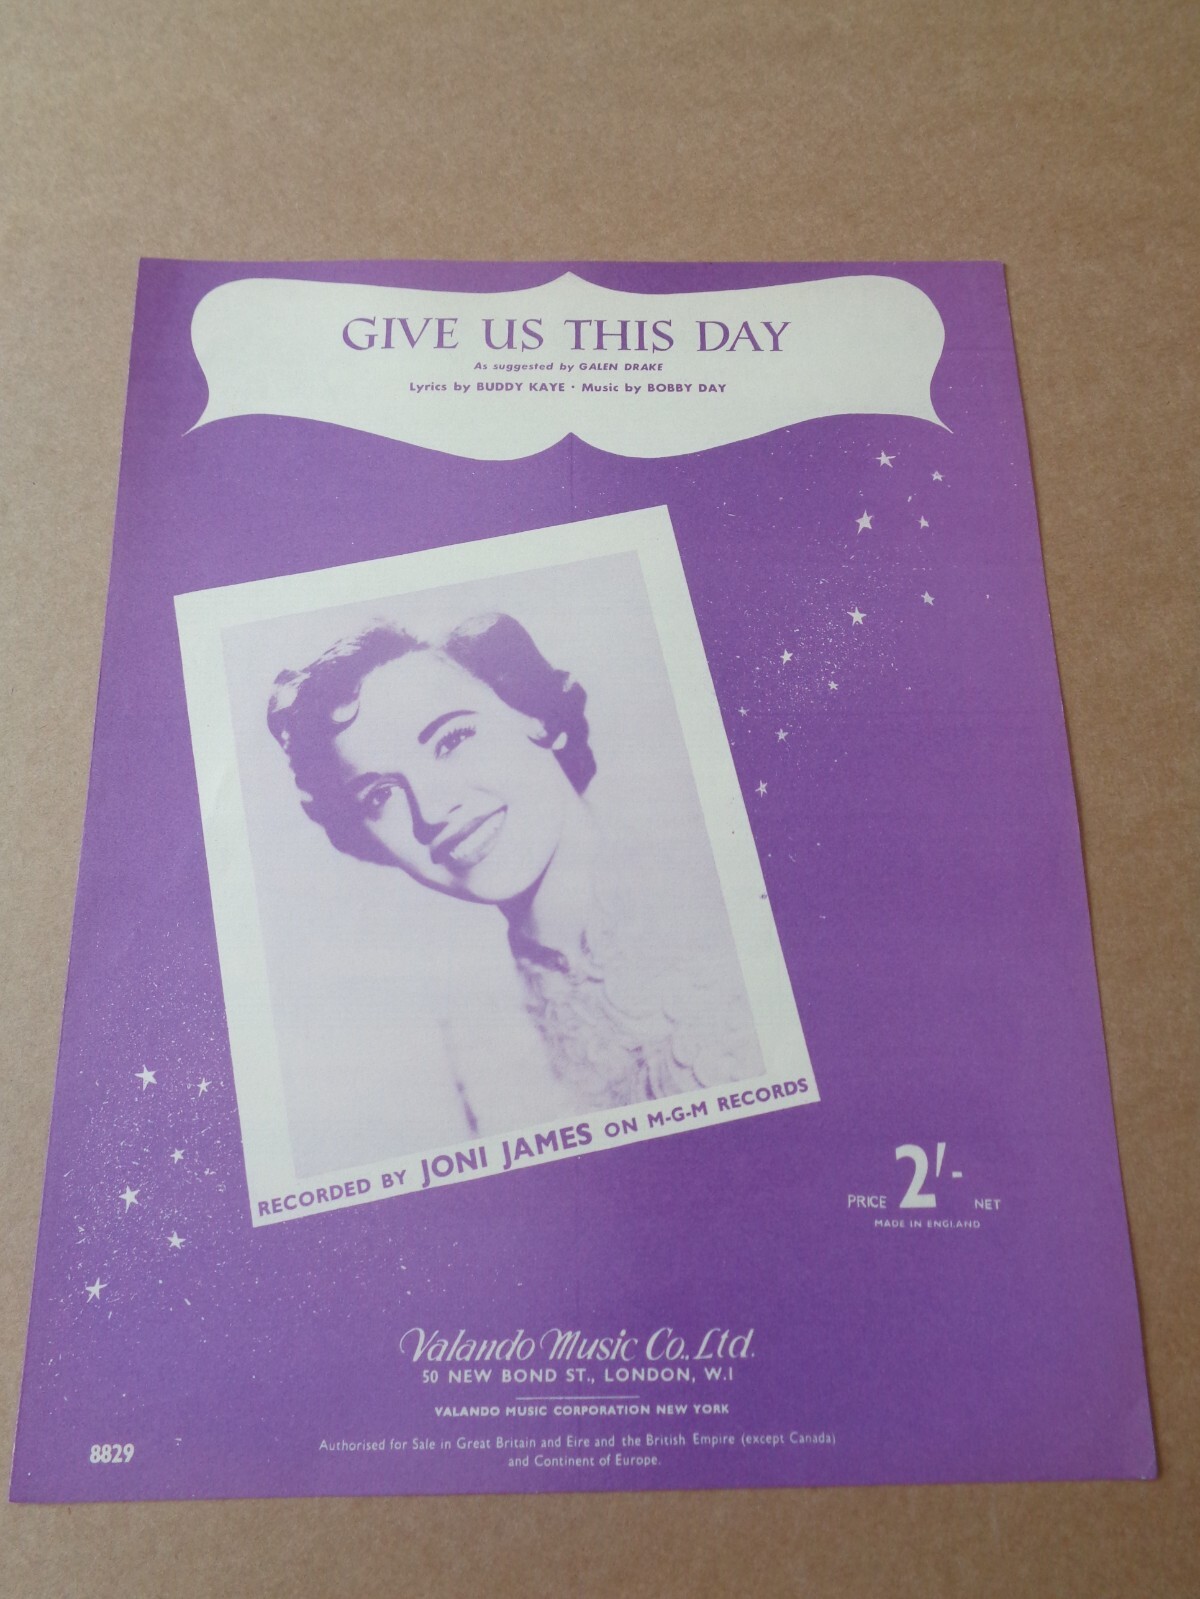 GIVE US THIS DAY
As suggested by GALEN DRAKE
Lyrics by BUDDY KAYE · Music by BOBBY DAY
RECORDED BY JONI JAMES ON M-G-M RECORDS
PRICE 2/- NET
MADE IN ENGLAND
Valando Music Co., Ltd.
50 NEW BOND ST., LONDON, W.1
VALANDO MUSIC CORPORATION NEW YORK
Authorised for Sale in Great Britain and Eire and the British Empire (except Canada)
and Continent of Europe.
8829